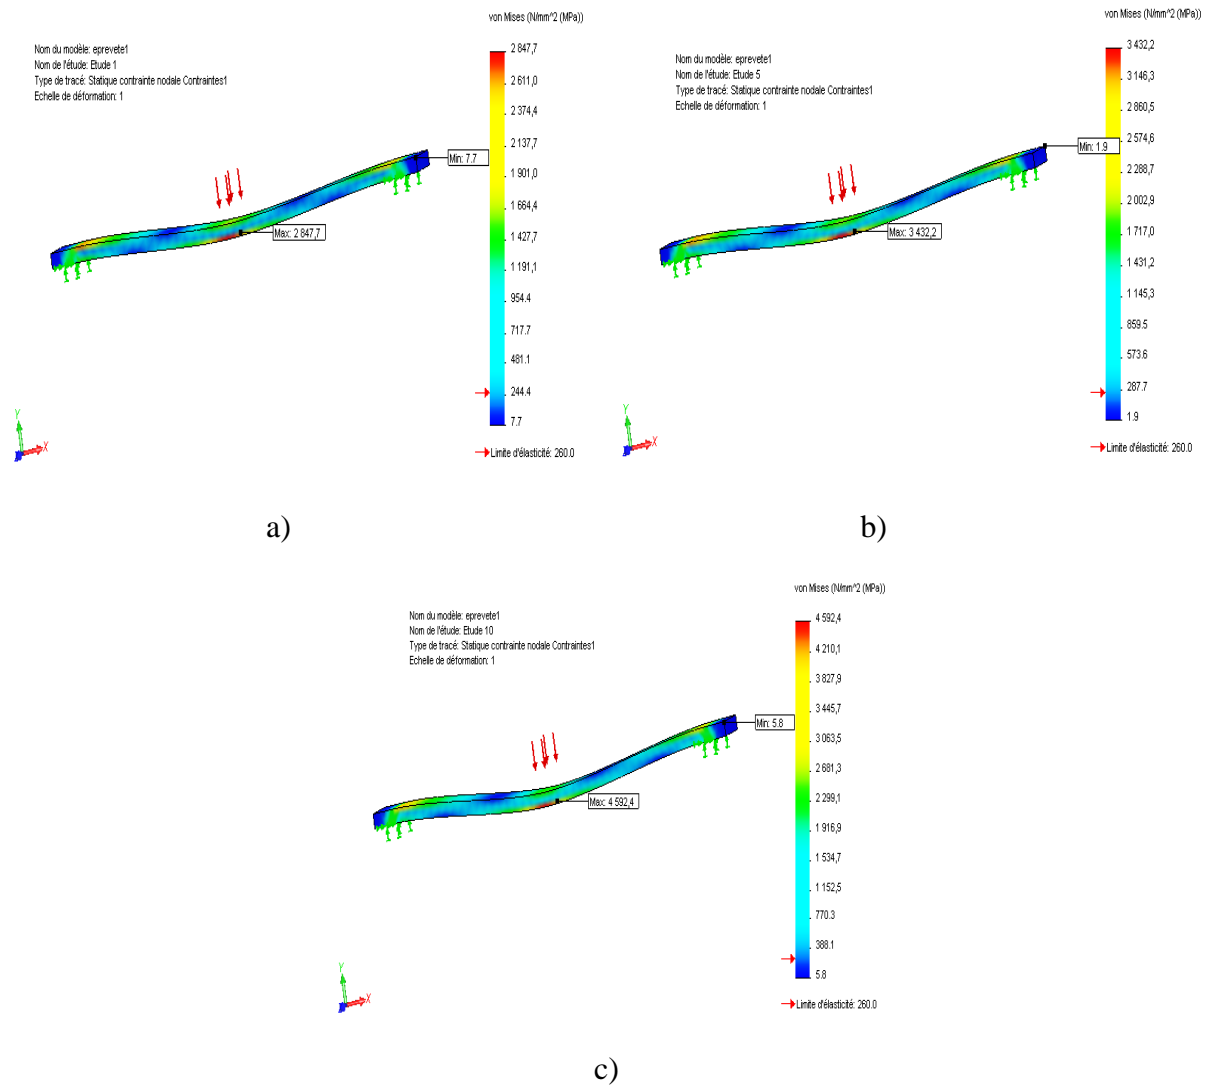 von Mises (N/mm^2 (MPa))
Nom du modèle: eprevete1
Nom de l'étude: Etude 1
Type de tracé: Statique contrainte nodale Contraintes1
Echelle de déformation: 1
2 847,7
2 611,0
2 374,4
2 137,7
1 901,0
1 664,4
1 427,7
1 191,1
954.4
717.7
481.1
244.4
7.7
Min: 7.7
Max: 2 847,7
Limite d'élasticité: 260.0
Y
X
a)
von Mises (N/mm^2 (MPa))
Nom du modèle: eprevete1
Nom de l'étude: Etude 5
Type de tracé: Statique contrainte nodale Contraintes1
Echelle de déformation: 1
3 432,2
3 146,3
2 860,5
2 574,6
2 288,7
2 002,9
1 717,0
1 431,2
1 145,3
859.5
573.6
287.7
1.9
Min: 1.9
Max: 3 432,2
Limite d'élasticité: 260.0
Y
X
b)
von Mises (N/mm^2 (MPa))
Nom du modèle: eprevete1
Nom de l'étude: Etude 10
Type de tracé: Statique contrainte nodale Contraintes1
Echelle de déformation: 1
4 592,4
4 210,1
3 827,9
3 445,7
3 063,5
2 681,3
2 299,1
1 916,9
1 534,7
1 152,5
770.3
388.1
5.8
Min: 5.8
Max: 4 592,4
Limite d'élasticité: 260.0
Y
X
c)